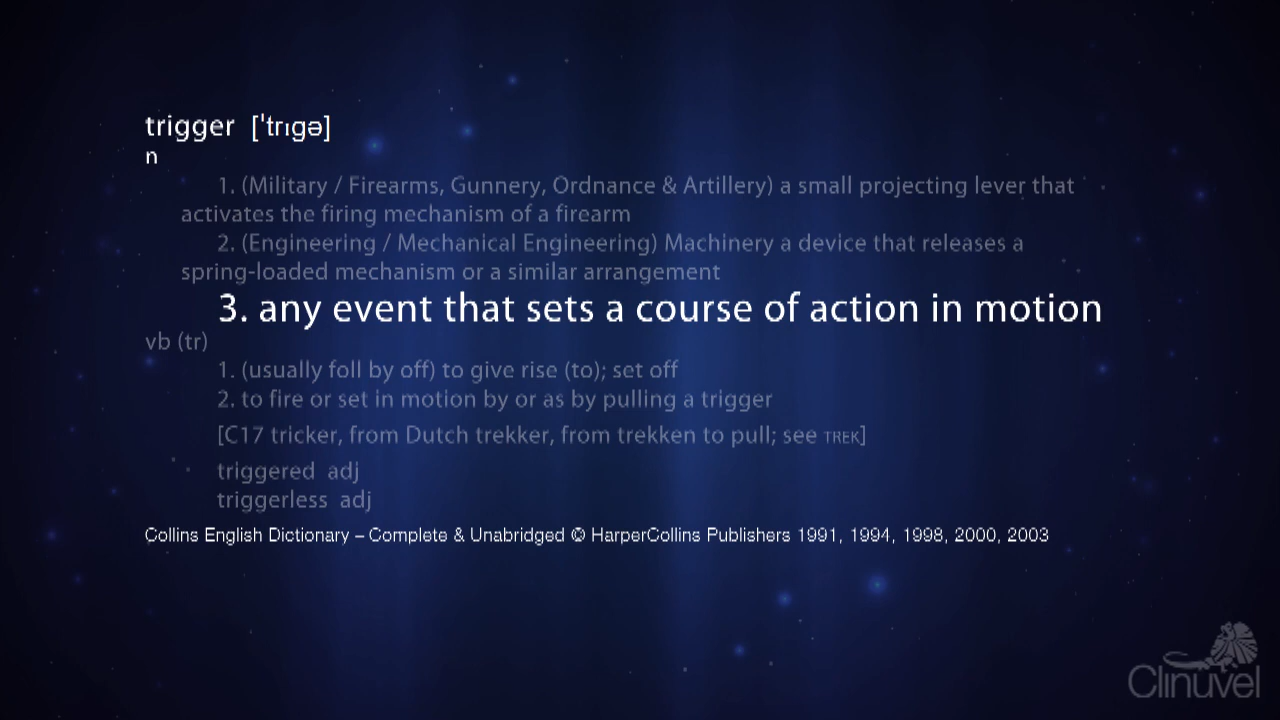 trigger [ˈtrɪgə]
n
1. (Military / Firearms, Gunnery, Ordnance & Artillery) a small projecting lever that
activates the firing mechanism of a firearm
2. (Engineering / Mechanical Engineering) Machinery a device that releases a
spring-loaded mechanism or a similar arrangement
3. any event that sets a course of action in motion
vb (tr)
1. (usually foll by off) to give rise (to); set off
2. to fire or set in motion by or as by pulling a trigger
[C17 tricker, from Dutch trekker, from trekken to pull; see TREK]
triggered adj
triggerless adj
Collins English Dictionary – Complete & Unabridged © HarperCollins Publishers 1991, 1994, 1998, 2000, 2003
Clinuvel